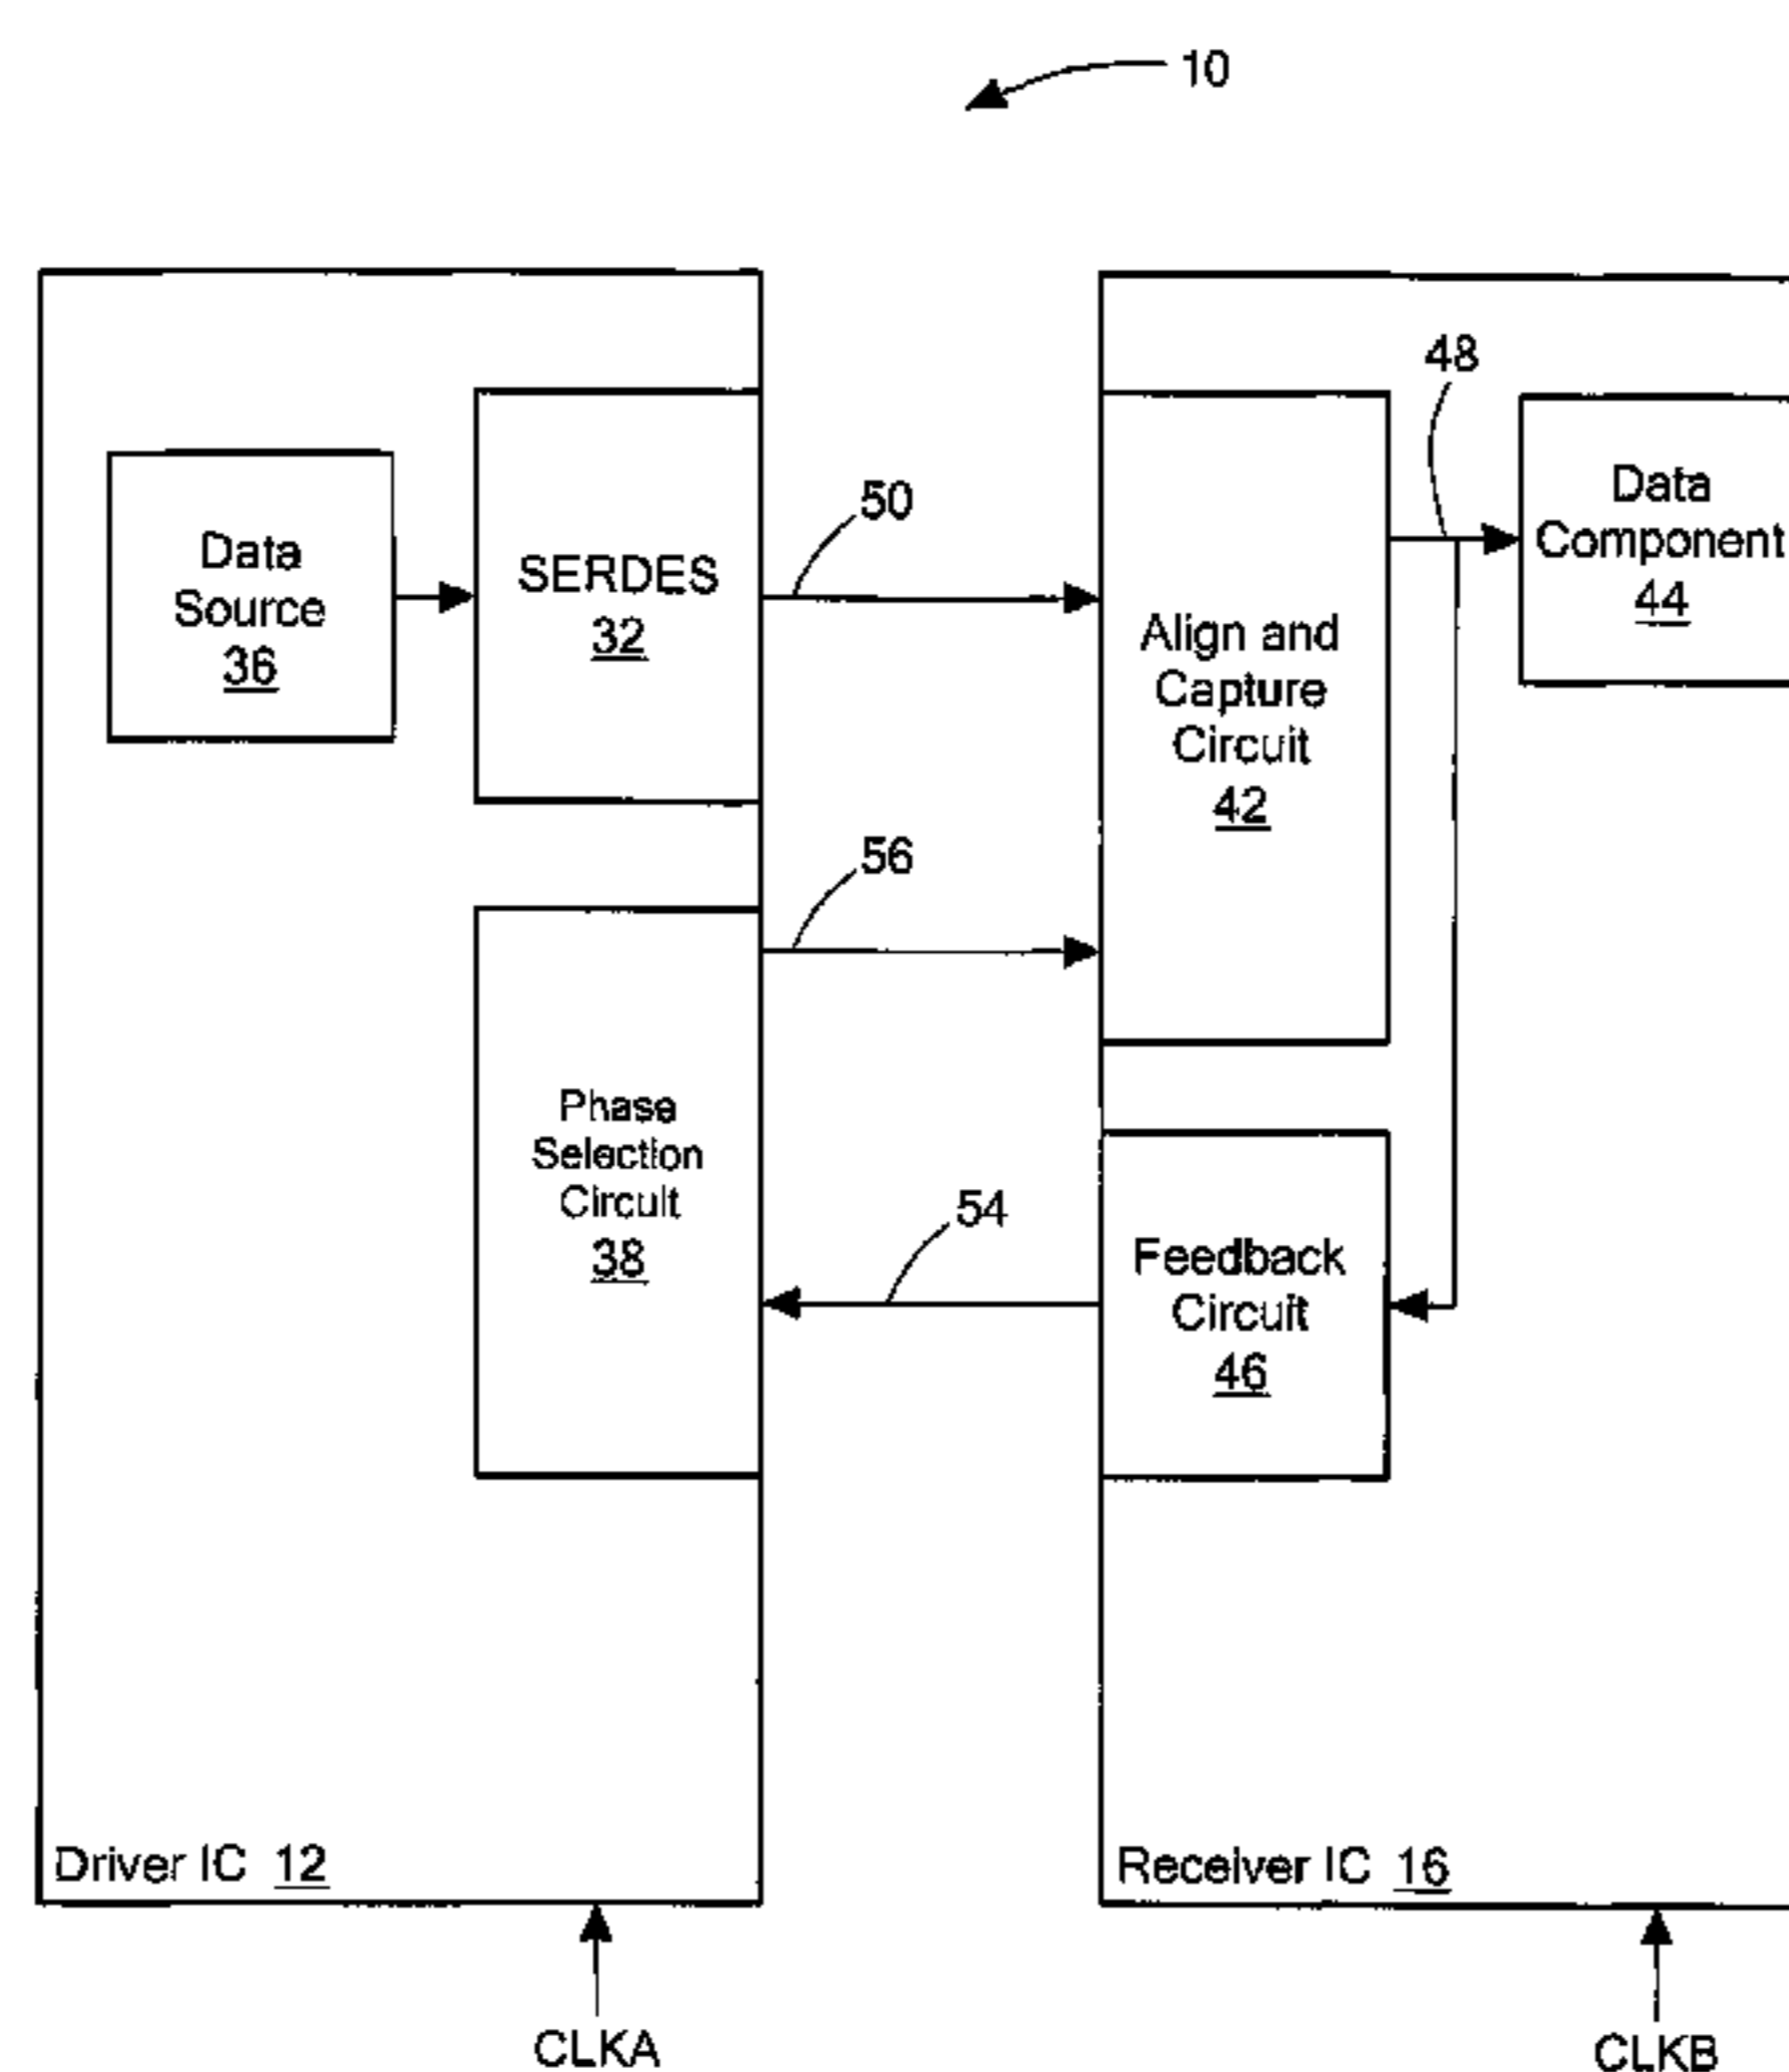 10
48
Data
Component
44
50
Data
Source
36
SERDES
32
Align and
Capture
Circuit
42
56
Phase
Selection
Circuit
38
54
Feedback
Circuit
46
Driver IC 12
Receiver IC 16
CLKA
CLKB